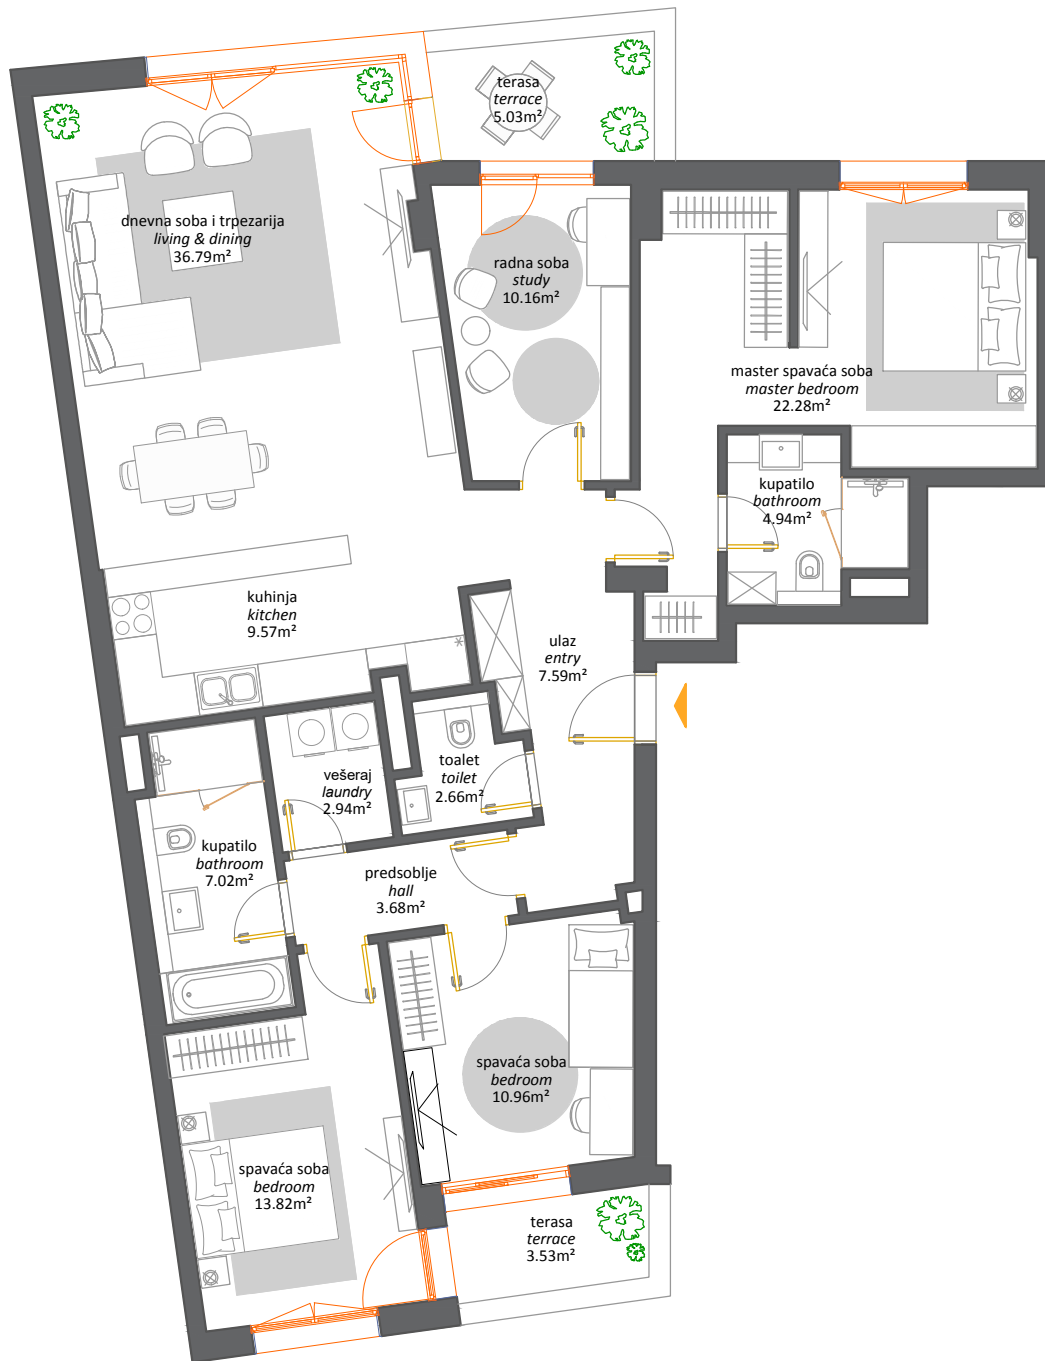 terasa
terrace
5.03m²
dnevna soba i trpezarija
living & dining
36.79m²
radna soba
study
10.16m²
master spavaća soba
master bedroom
22.28m²
kupatilo
bathroom
4.94m²
kuhinja
kitchen
9.57m²
ulaz
entry
7.59m²
toalet
toilet
2.66m²
vešeraj
laundry
2.94m²
kupatilo
bathroom
7.02m²
predsoblje
hall
3.68m²
spavaća soba
bedroom
10.96m²
spavaća soba
bedroom
13.82m²
terasa
terrace
3.53m²